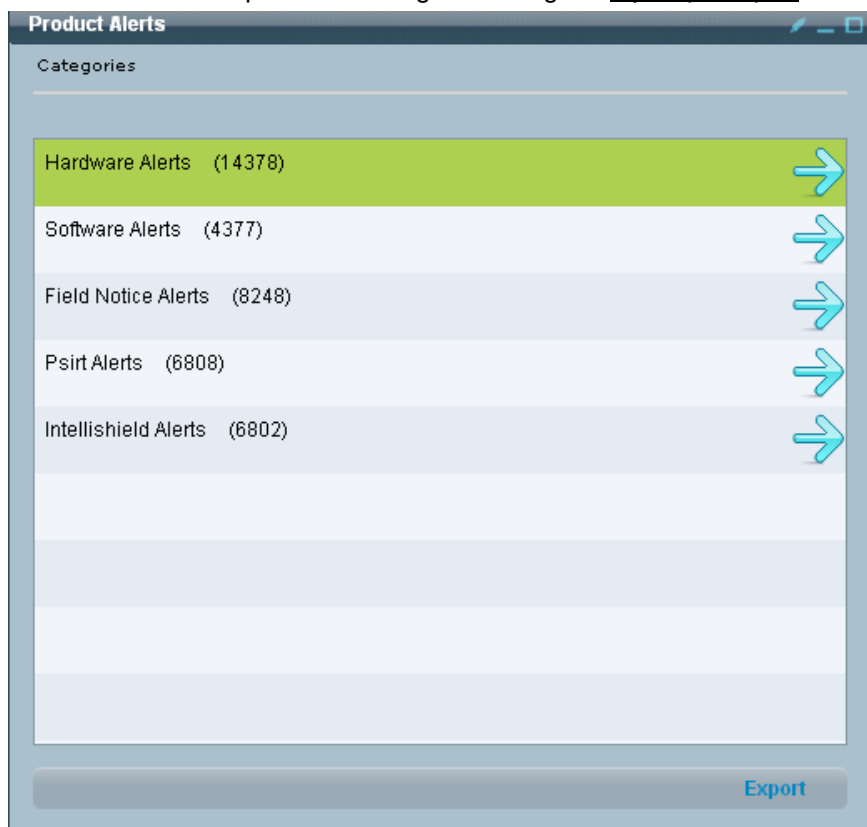 Product Alerts
Categories
Hardware Alerts (14378)
Software Alerts (4377)
Field Notice Alerts (8248)
Psirt Alerts (6808)
Intellishield Alerts (6802)
Export